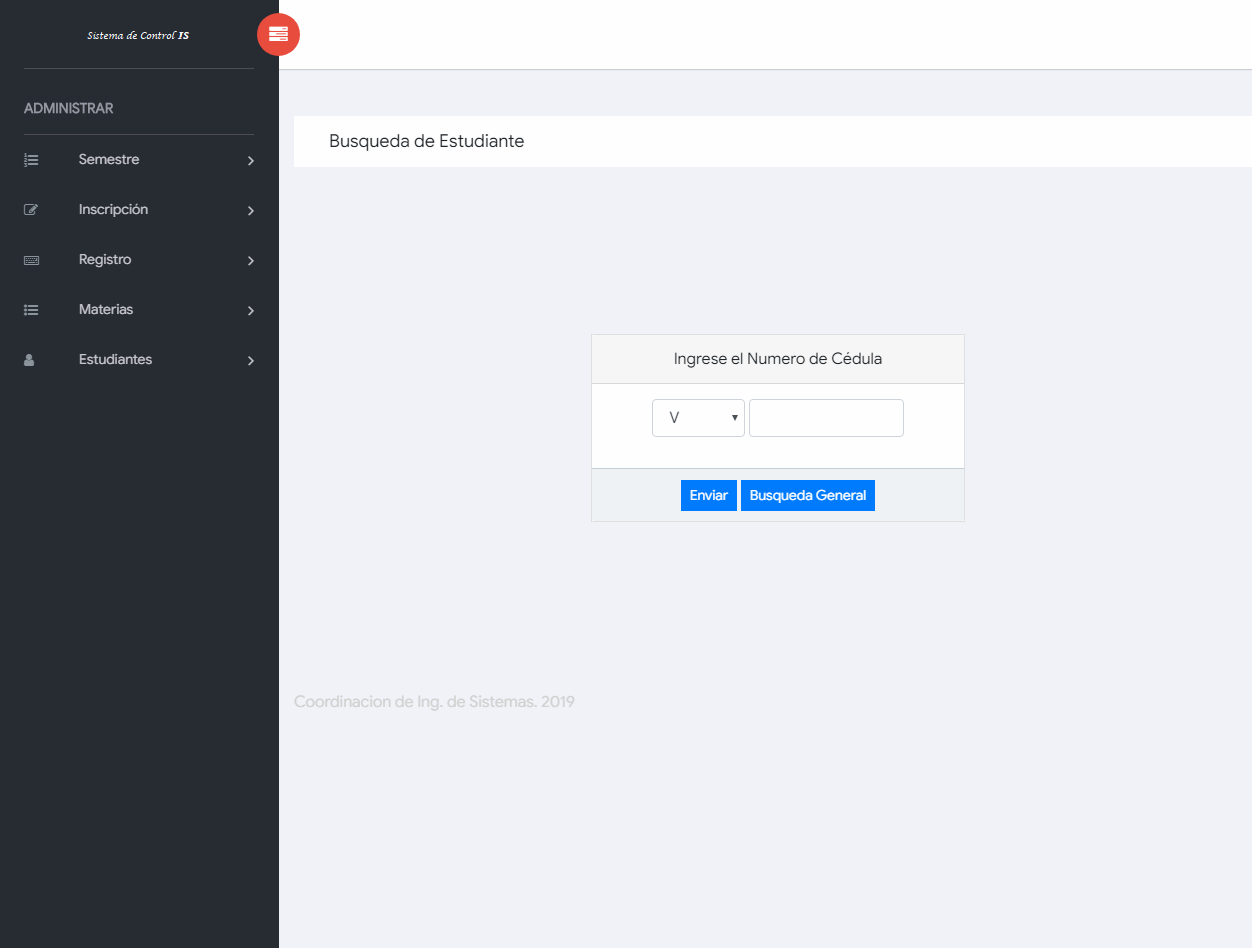 Sistema de Control IS
ADMINISTRAR
Semestre
Inscripción
Registro
Materias
Estudiantes
Busqueda de Estudiante
Ingrese el Numero de Cédula
V
Enviar Busqueda General
Coordinacion de Ing. de Sistemas. 2019